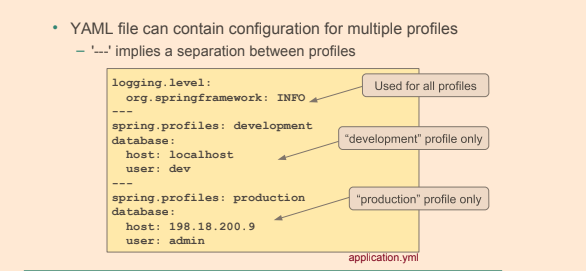 • YAML file can contain configuration for multiple profiles
– '---' implies a separation between profiles
logging.level:
  org.springframework: INFO
Used for all profiles
---
spring.profiles: development
database:
  host: localhost
  user: dev
“development” profile only
---
spring.profiles: production
database:
  host: 198.18.200.9
  user: admin
“production” profile only
application.yml